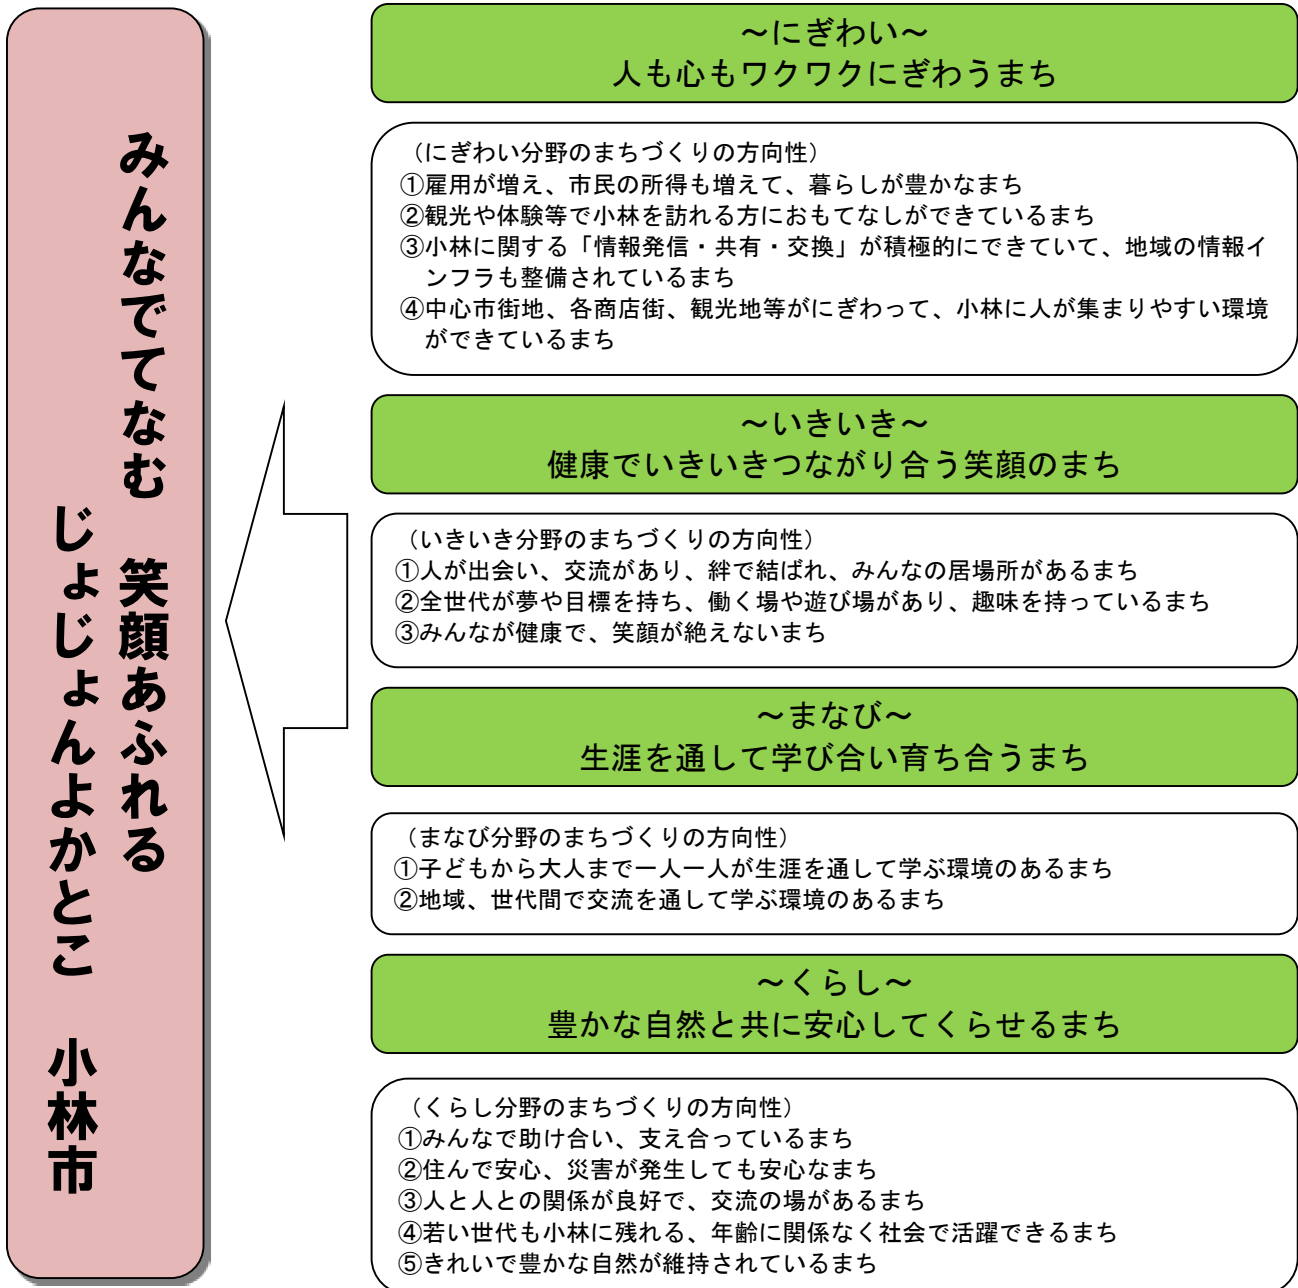 みんなでてなむ　笑顔あふれる
じょじょんよかとこ　小林市
～にぎわい～
人も心もワクワクにぎわうまち
（にぎわい分野のまちづくりの方向性）
①雇用が増え、市民の所得も増えて、暮らしが豊かなまち
②観光や体験等で小林を訪れる方におもてなしができているまち
③小林に関する「情報発信・共有・交換」が積極的にできていて、地域の情報イ
ンフラも整備されているまち
④中心市街地、各商店街、観光地等がにぎわって、小林に人が集まりやすい環境
ができているまち
～いきいき～
健康でいきいきつながり合う笑顔のまち
（いきいき分野のまちづくりの方向性）
①人が出会い、交流があり、絆で結ばれ、みんなの居場所があるまち
②全世代が夢や目標を持ち、働く場や遊び場があり、趣味を持っているまち
③みんなが健康で、笑顔が絶えないまち
～まなび～
生涯を通して学び合い育ち合うまち
（まなび分野のまちづくりの方向性）
①子どもから大人まで一人一人が生涯を通して学ぶ環境のあるまち
②地域、世代間で交流を通して学ぶ環境のあるまち
～くらし～
豊かな自然と共に安心してくらせるまち
（くらし分野のまちづくりの方向性）
①みんなで助け合い、支え合っているまち
②住んで安心、災害が発生しても安心なまち
③人と人との関係が良好で、交流の場があるまち
④若い世代も小林に残れる、年齢に関係なく社会で活躍できるまち
⑤きれいで豊かな自然が維持されているまち